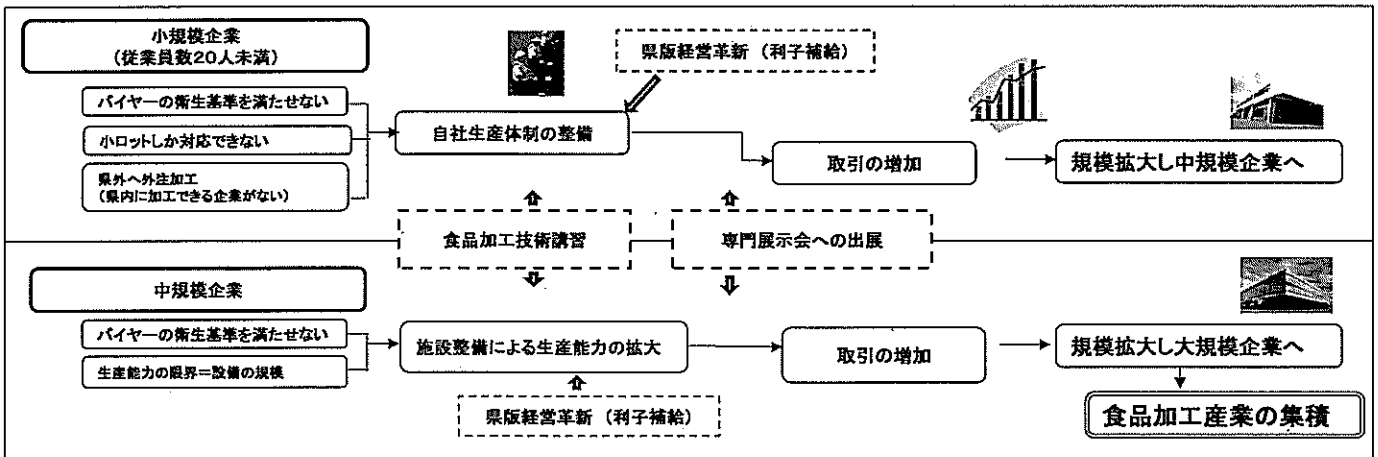 小規模企業
(従業員数20人未満)
県版経営革新 (利子補給)
バイヤーの衛生基準を満たせない
小ロットしか対応できない
県外へ外注加工
(県内に加工できる企業がない)
自社生産体制の整備
取引の増加
規模拡大し中規模企業へ
食品加工技術講習
専門展示会への出展
中規模企業
バイヤーの衛生基準を満たせない
生産能力の限界=設備の規模
施設整備による生産能力の拡大
取引の増加
規模拡大し大規模企業へ
県版経営革新 (利子補給)
食品加工産業の集積